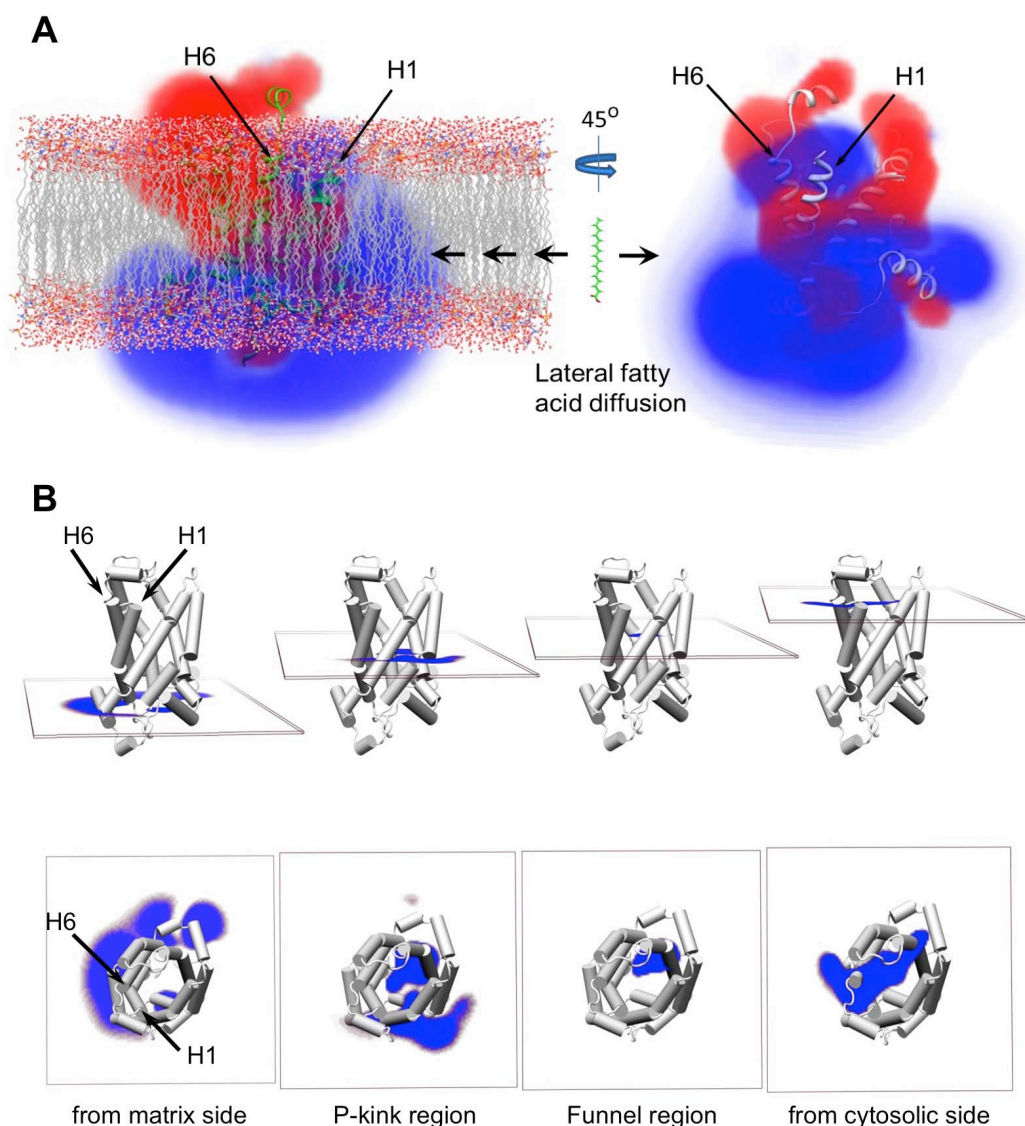 A
H6
H1
45°
H6
H1
Lateral fatty
acid diffusion
B
H6
H1
H6
H1
from matrix side
P-kink region
Funnel region
from cytosolic side